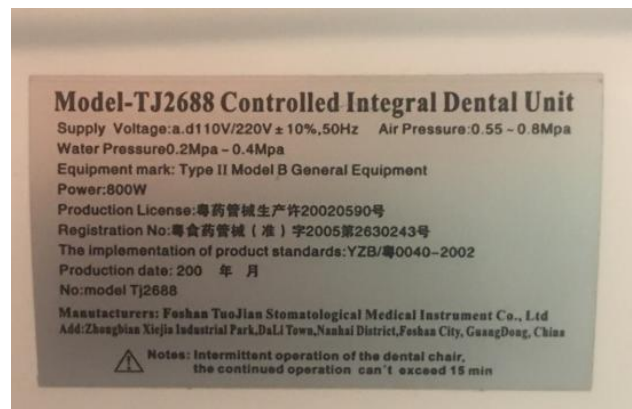 Model-TJ2688 Controlled Integral Dental Unit
Supply Voltage:a.d110V/220V ± 10%,50Hz Air Pressure:0.55 ~ 0.8Mpa
Water Pressure0.2Mpa ~ 0.4Mpa
Equipment mark: Type II Model B General Equipment
Power:800W
Production License:粤药管械生产许20020590号
Registration No:粤食药管械（准）字2005第2630243号
The implementation of product standards:YZB/粤0040-2002
Production date: 200 年 月
No:model Tj2688
Manutacturers: Foshan TuoJian Stomatological Medical Instrument Co., Ltd
Add:Zhongbian Xiejia Industrial Park,DaLi Town,Nanhai District,Foshan City, GuangDong, China
Notes: Intermittent operation of the dental chair,
the continued operation can't exceed 15 min